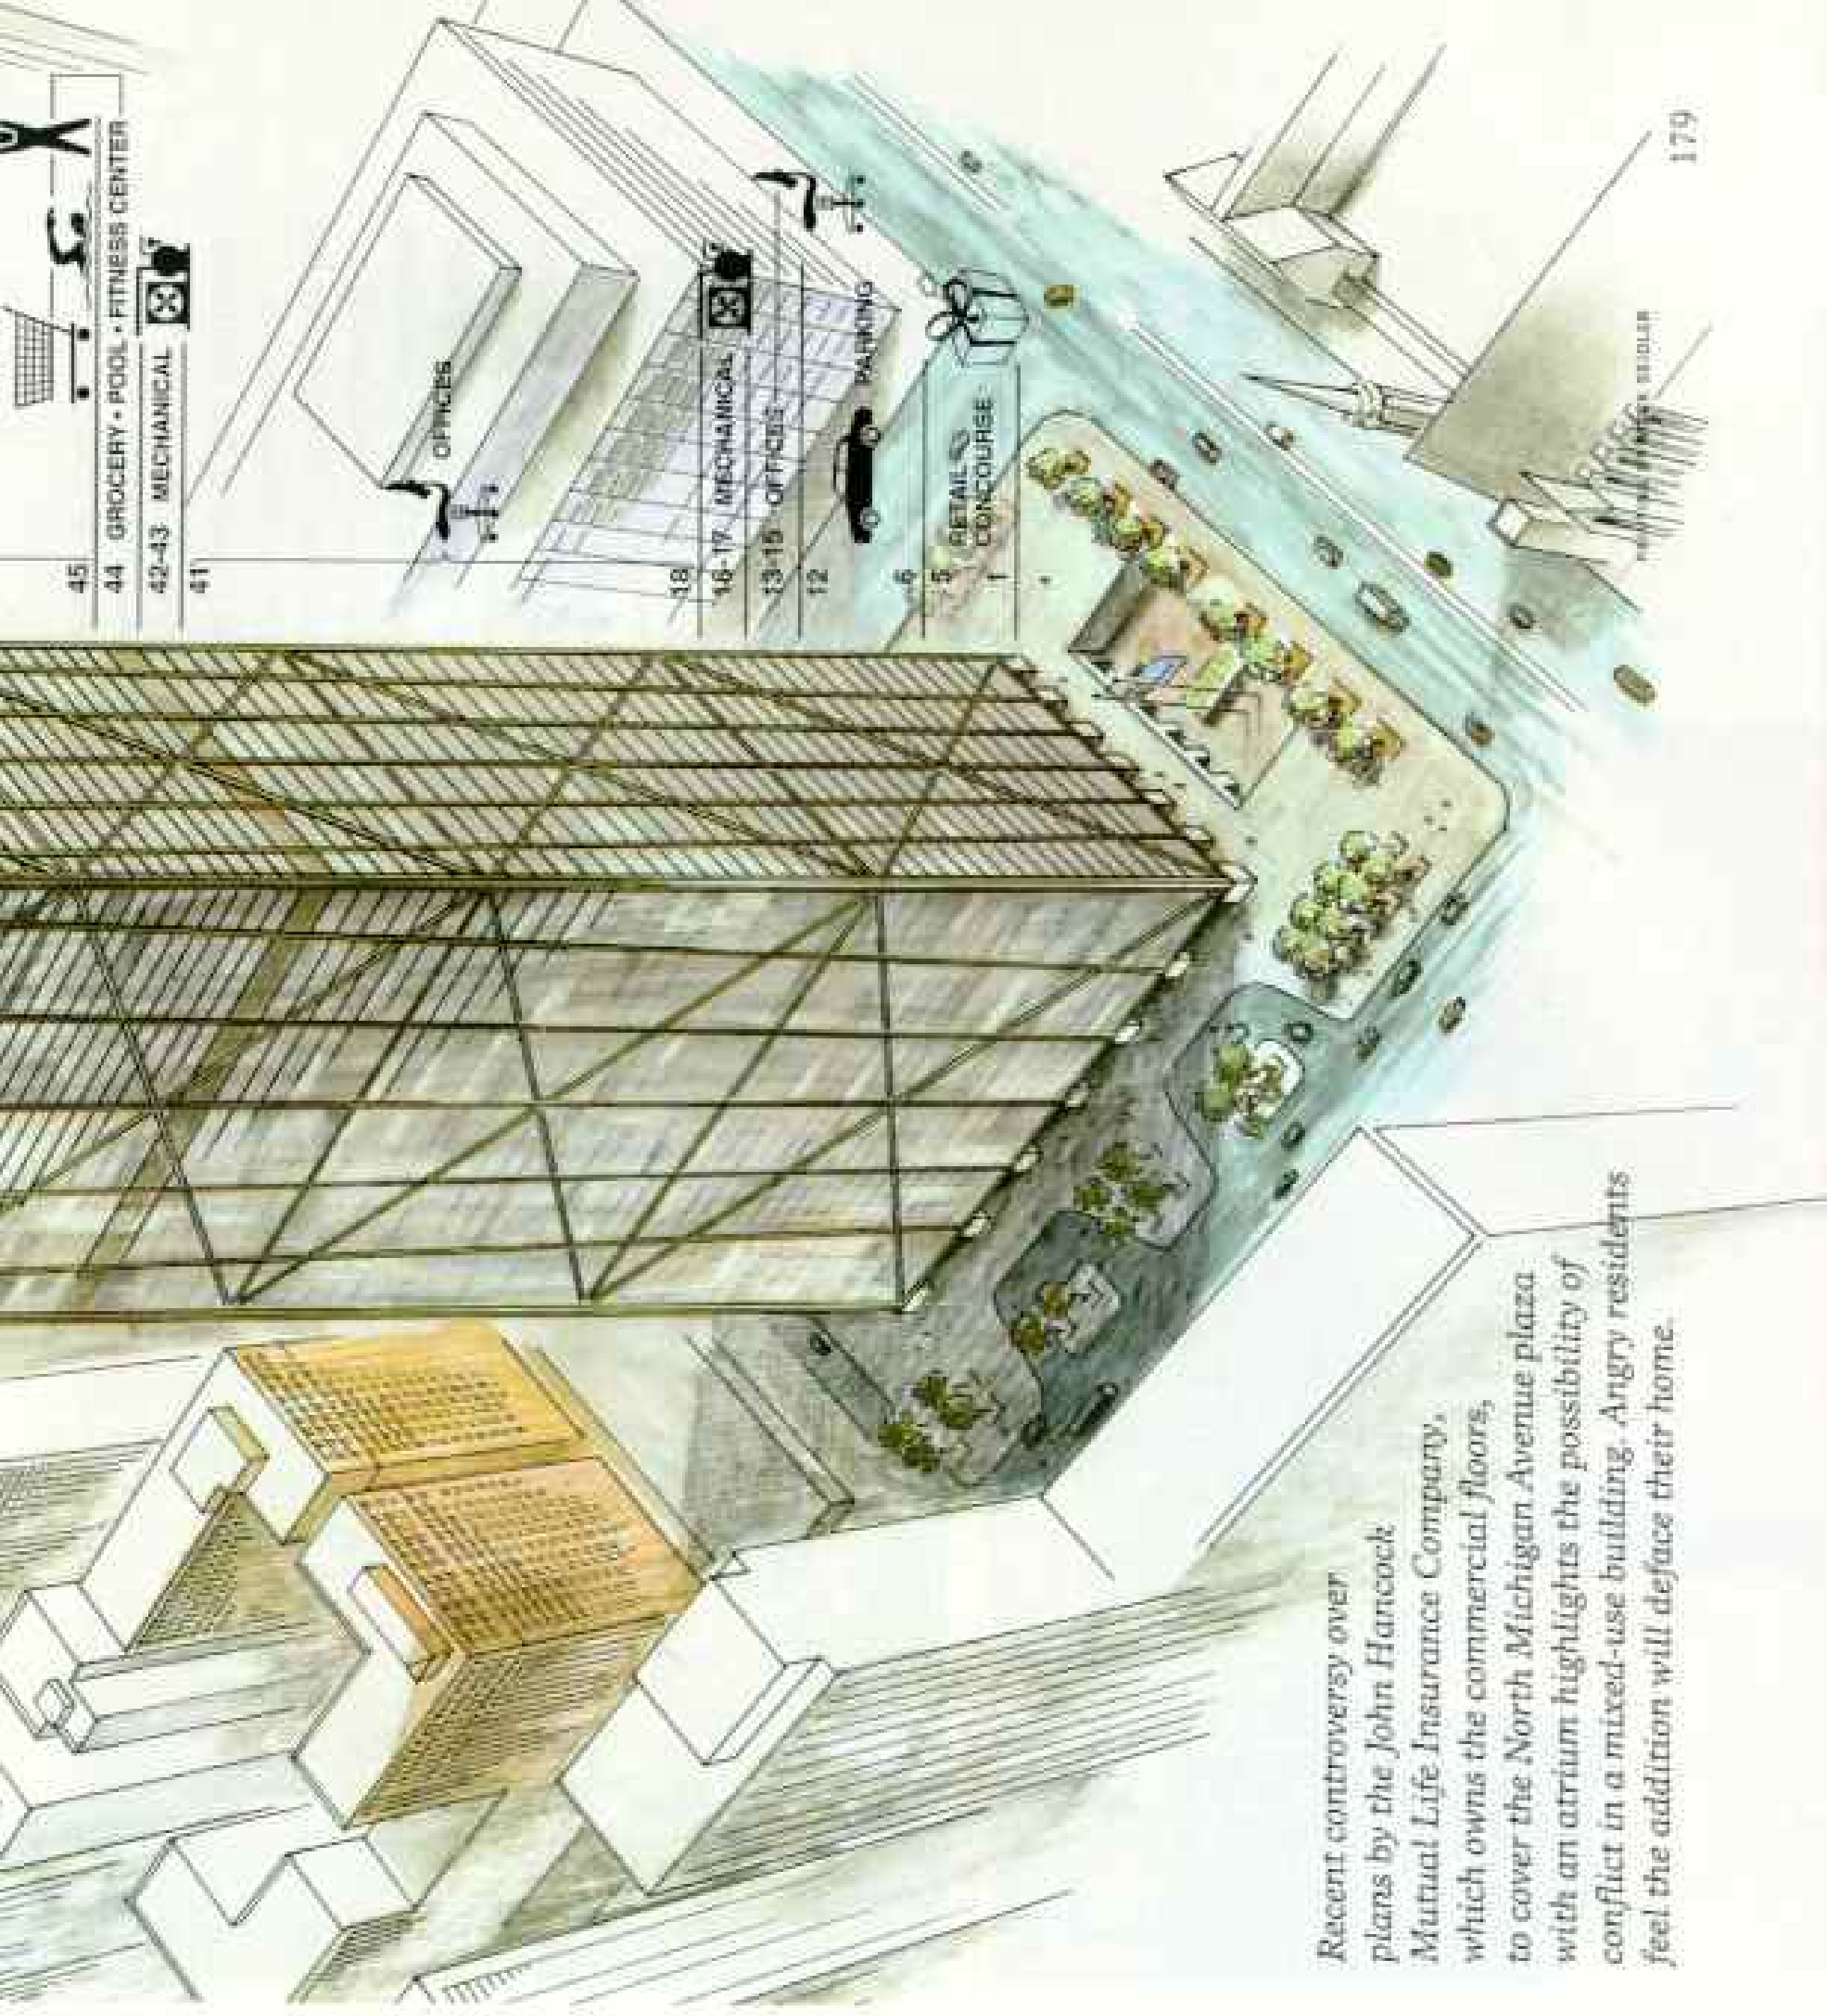 45
44 GROCERY • POOL • FITNESS CENTER
42-43 MECHANICAL
41
OFFICES
18
16-17 MECHANICAL
13-15 OFFICES
12 PARKING
6
5 RETAIL
CONCOURSE
1
Recent controversy over
plans by the John Hancock
Mutual Life Insurance Company,
which owns the commercial floors,
to cover the North Michigan Avenue plaza
with an atrium highlights the possibility of
conflict in a mixed-use building. Angry residents
feel the addition will deface their home.
SEIDLER
179